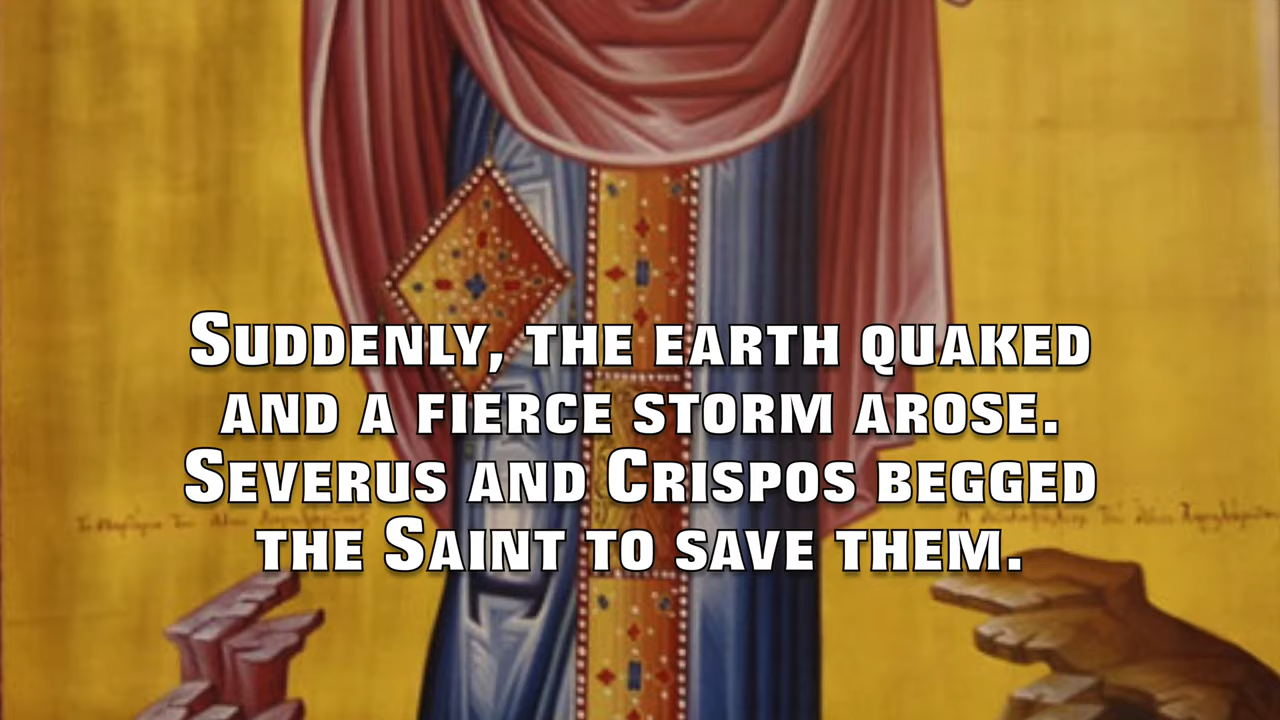 Suddenly, the earth quaked
and a fierce storm arose.
Severus and Crispos begged
the Saint to save them.